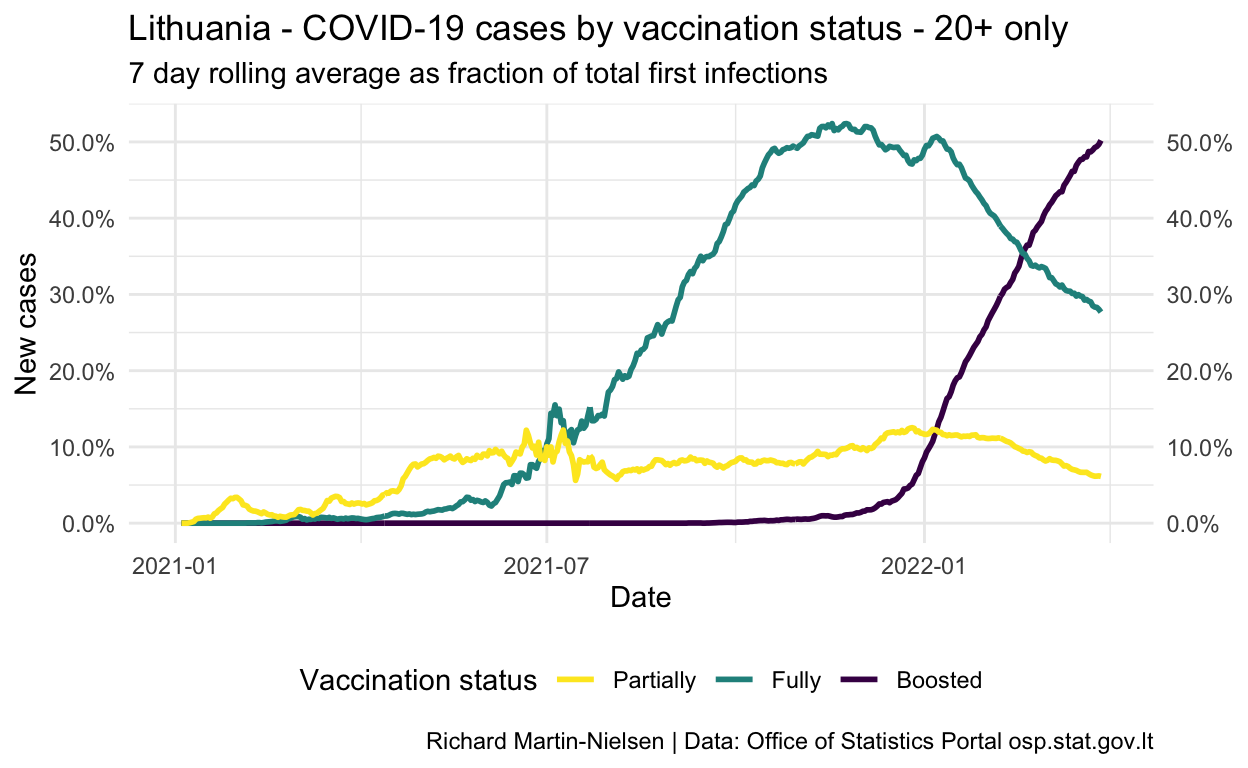 Lithuania - COVID-19 cases by vaccination status - 20+ only
7 day rolling average as fraction of total first infections
50.0%
40.0%
30.0%
20.0%
10.0%
0.0%
New cases
50.0%
40.0%
30.0%
20.0%
10.0%
0.0%
2021-01 2021-07 2022-01
Date
Vaccination status Partially Fully Boosted
Richard Martin-Nielsen | Data: Office of Statistics Portal osp.stat.gov.lt